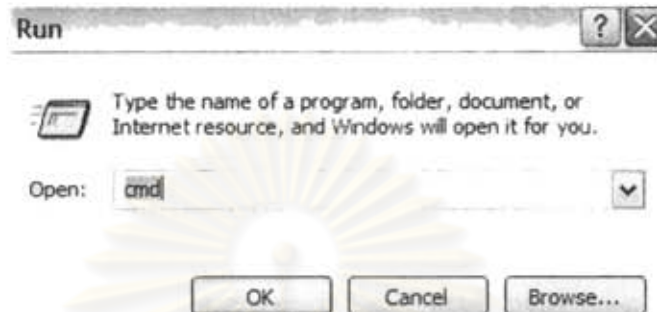 Run
Type the name of a program, folder, document, or
Internet resource, and Windows will open it for you.
Open: cmd
OK Cancel Browse...